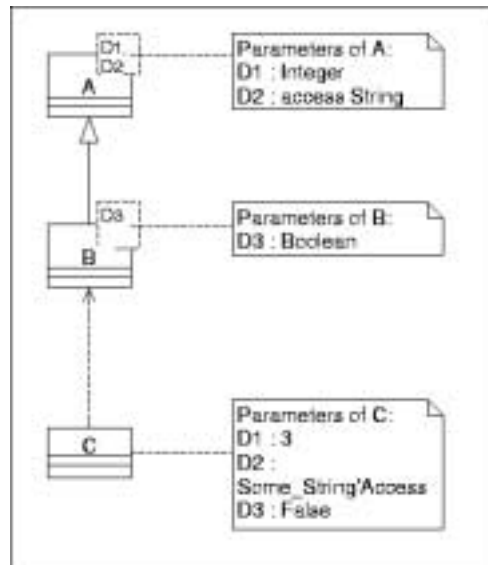 D1
D2
A
Parameters of A:
D1 : Integer
D2 : access String
D3
B
Parameters of B:
D3 : Boolean
C
Parameters of C:
D1 : 3
D2 :
Some_String'Access
D3 : False